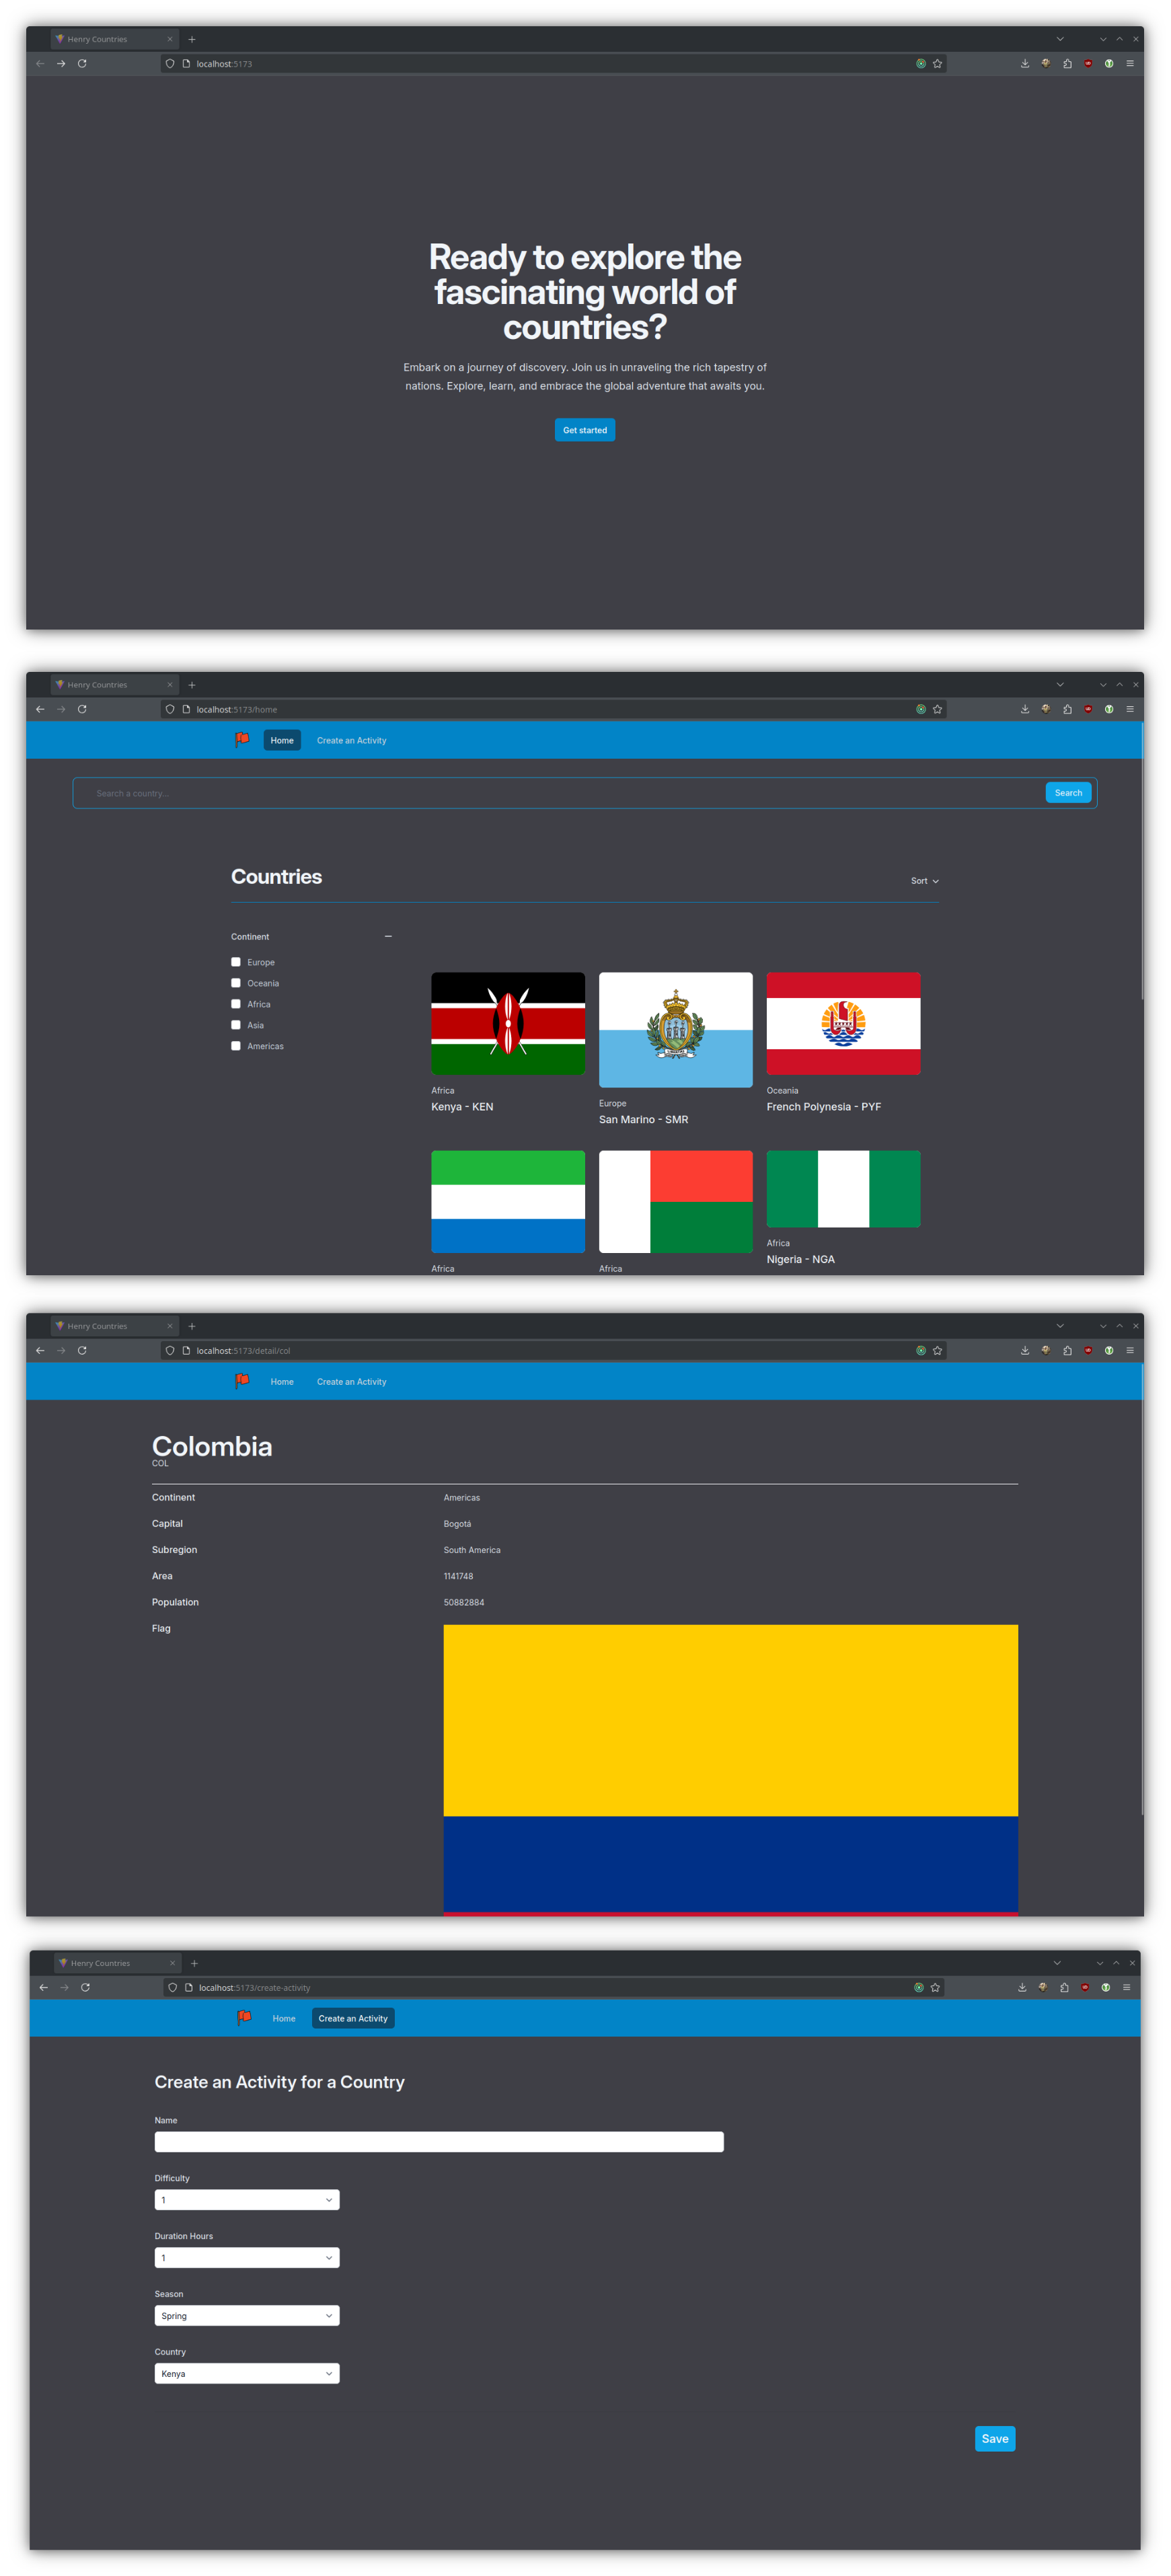 Henry Countries
localhost:5173
Ready to explore the
fascinating world of
countries?
Embark on a journey of discovery. Join us in unraveling the rich tapestry of
nations. Explore, learn, and embrace the global adventure that awaits you.
Get started
Henry Countries
localhost:5173/home
Home Create an Activity
Search a country... Search
Countries Sort
Continent
Europe
Oceania
Africa
Asia
Americas
Africa
Kenya - KEN
Europe
San Marino - SMR
Oceania
French Polynesia - PYF
Africa
Africa
Africa
Nigeria - NGA
Henry Countries
localhost:5173/detail/col
Home Create an Activity
Colombia
COL
Continent Americas
Capital Bogotá
Subregion South America
Area 1141748
Population 50882884
Flag
Henry Countries
localhost:5173/create-activity
Home Create an Activity
Create an Activity for a Country
Name
Difficulty
1
Duration Hours
1
Season
Spring
Country
Kenya
Save